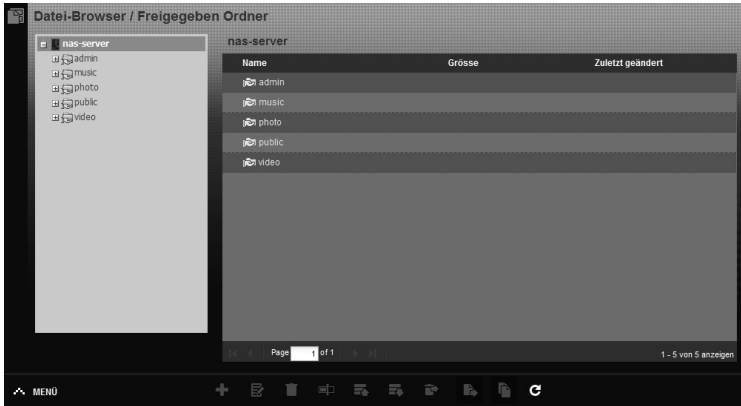 Datei-Browser / Freigegeben Ordner
nas-server
admin
music
photo
public
video
nas-server
Name Grösse Zuletzt geändert
admin
music
photo
public
video
Page 1 of 1
1 - 5 von 5 anzeigen
MENÜ